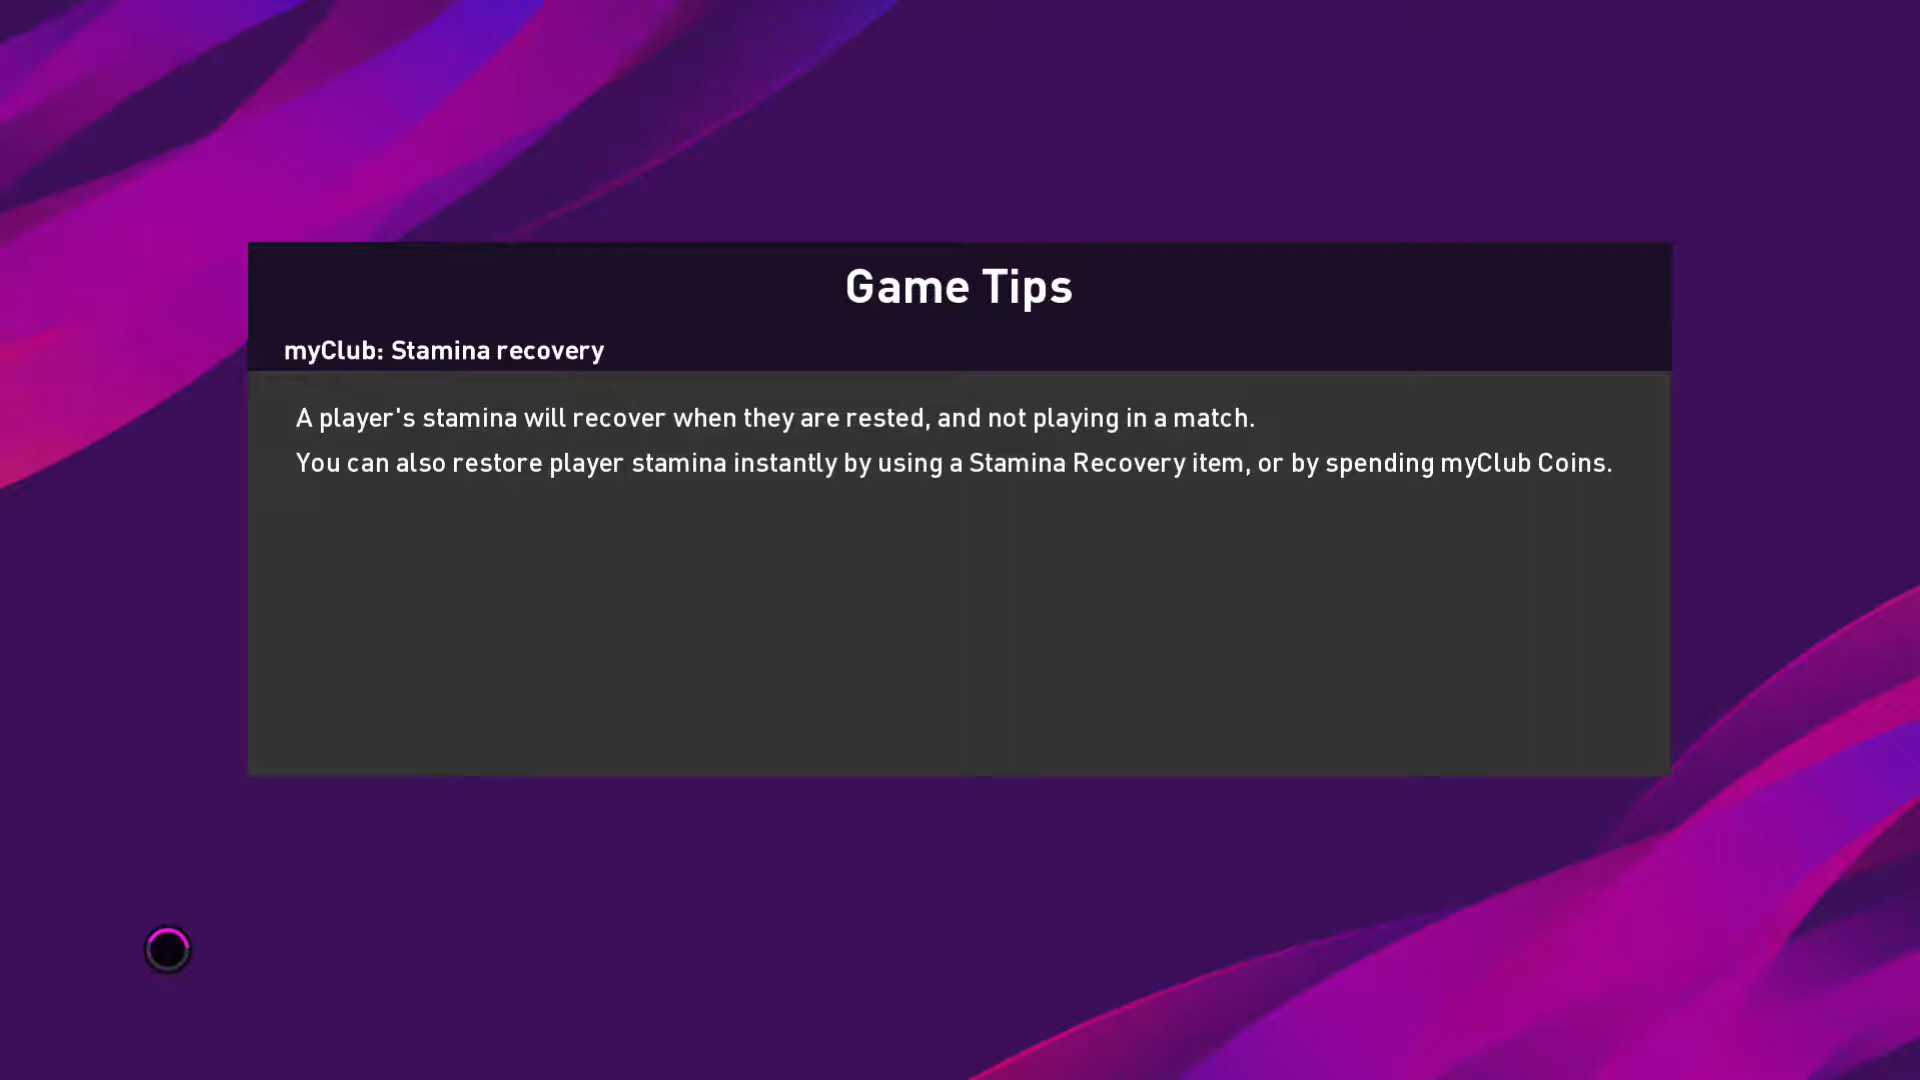 Game Tips
myClub: Stamina recovery
A player's stamina will recover when they are rested, and not playing in a match.
You can also restore player stamina instantly by using a Stamina Recovery item, or by spending myClub Coins.